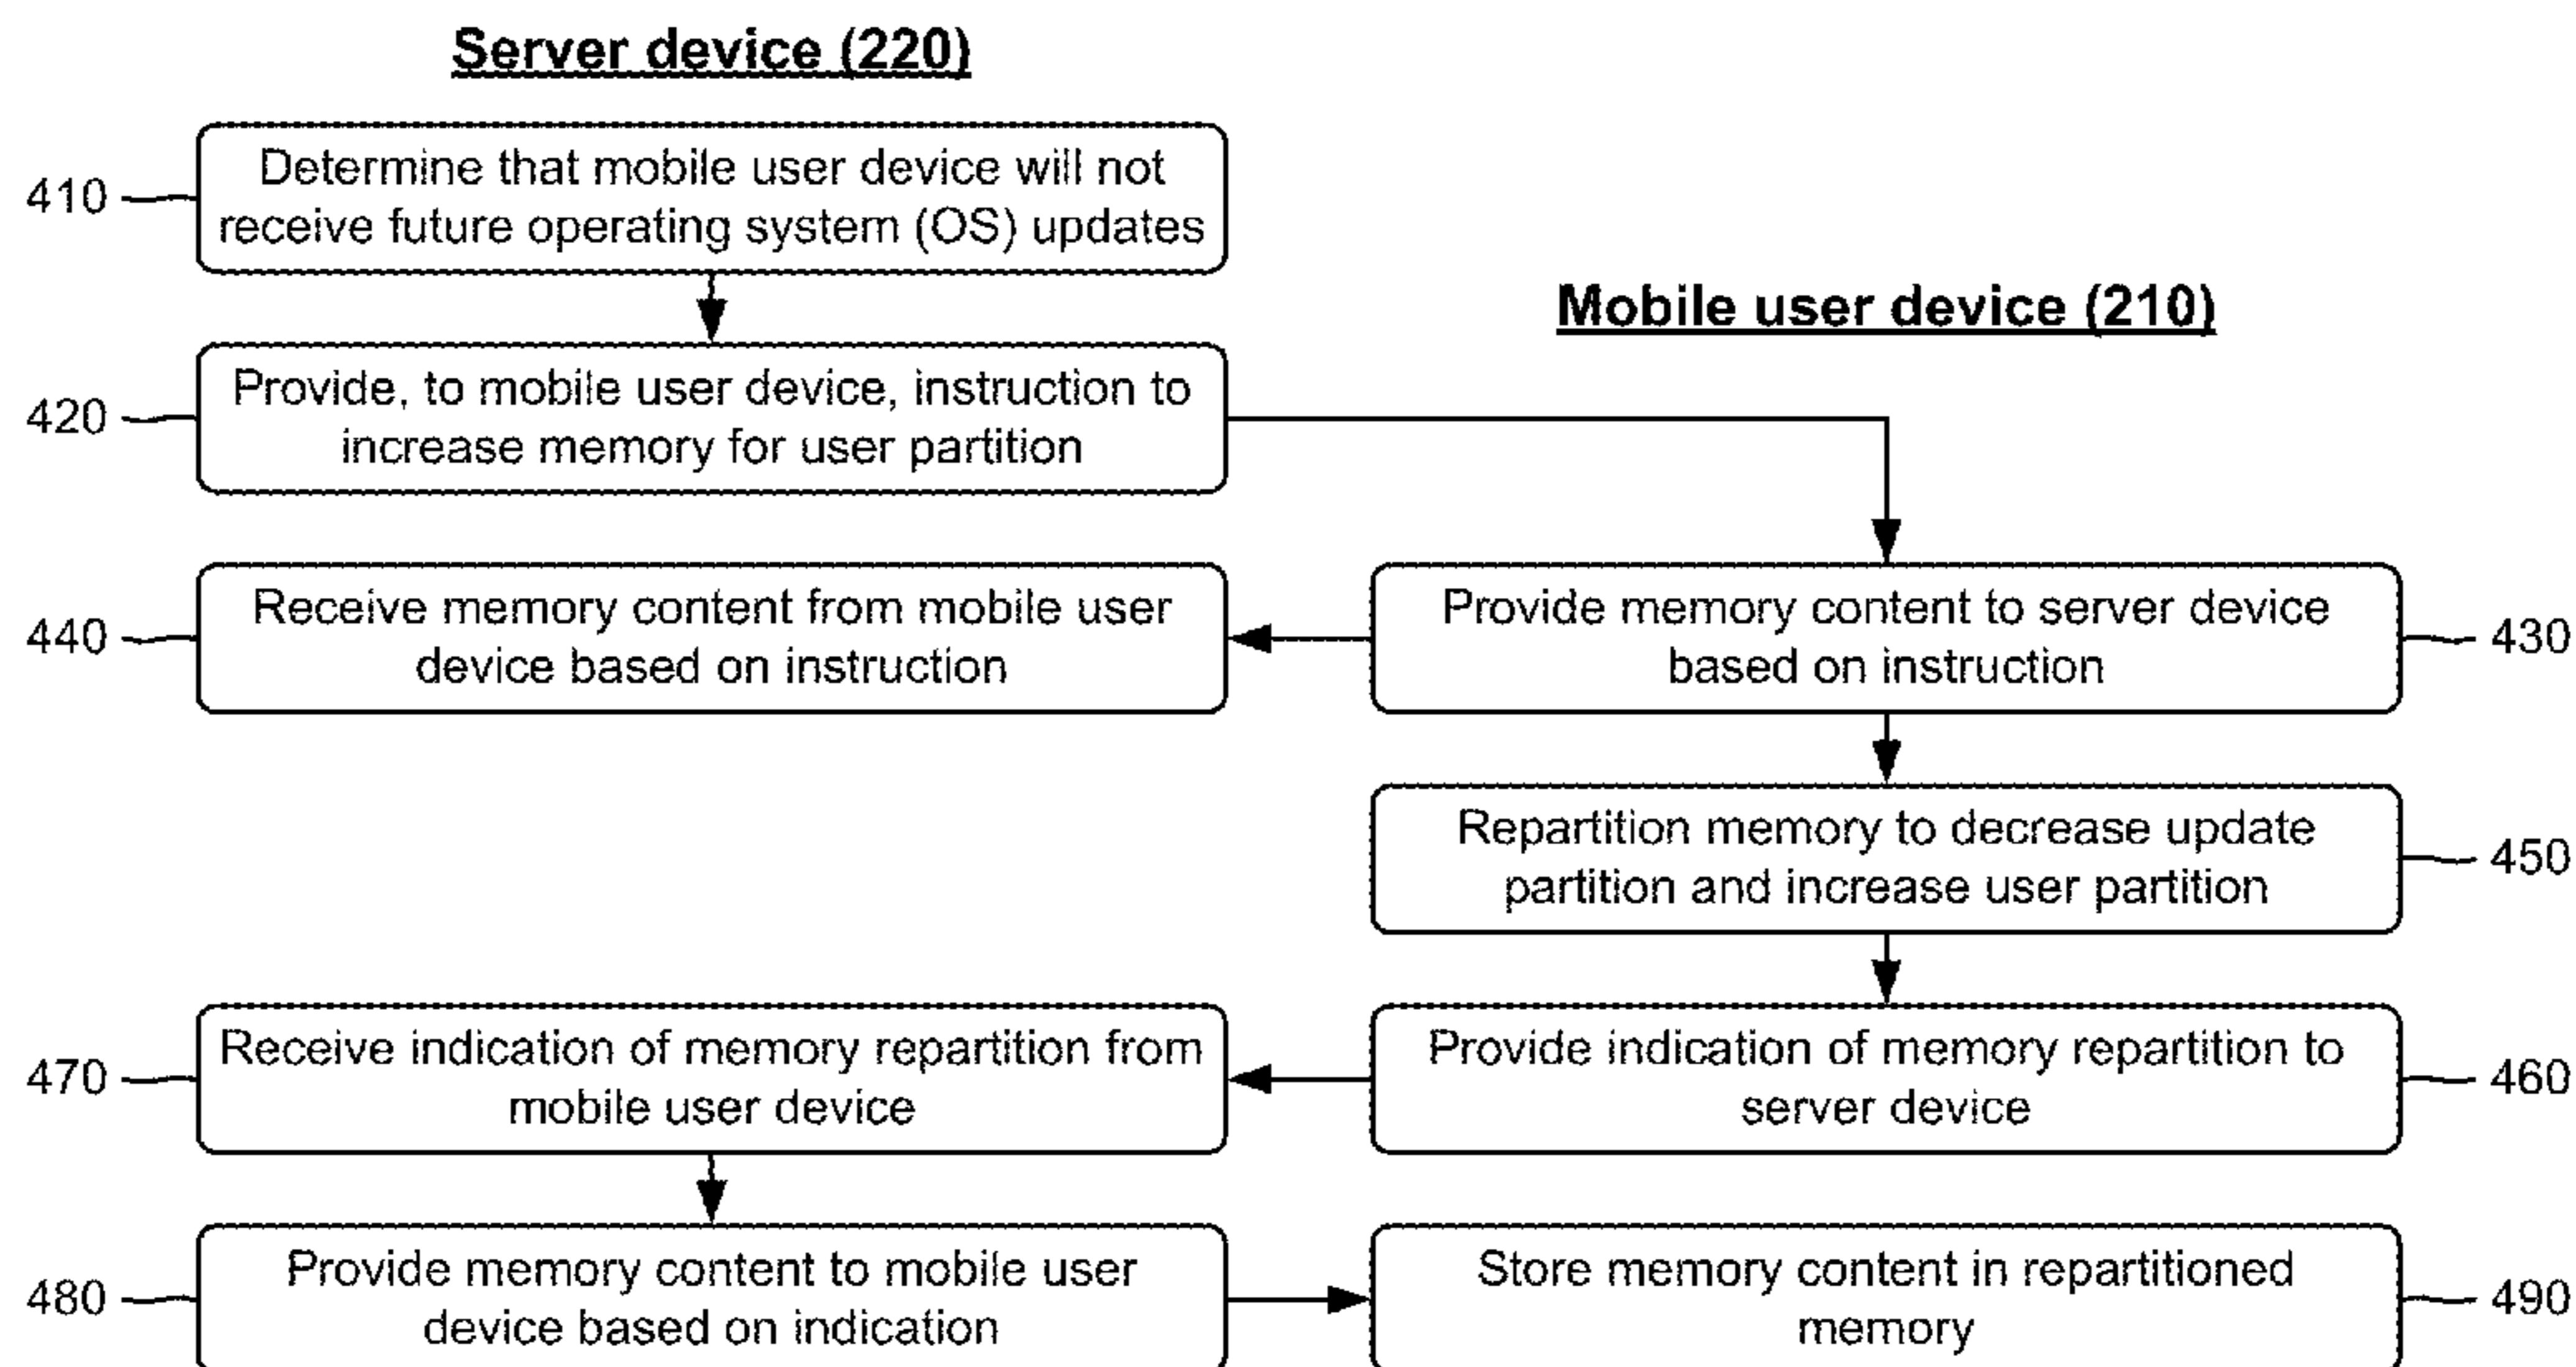 Server device (220)
410
Determine that mobile user device will not
receive future operating system (OS) updates
Mobile user device (210)
420
Provide, to mobile user device, instruction to
increase memory for user partition
440
Receive memory content from mobile user
device based on instruction
Provide memory content to server device
based on instruction
430
Repartition memory to decrease update
partition and increase user partition
450
470
Receive indication of memory repartition from
mobile user device
Provide indication of memory repartition to
server device
460
480
Provide memory content to mobile user
device based on indication
Store memory content in repartitioned
memory
490